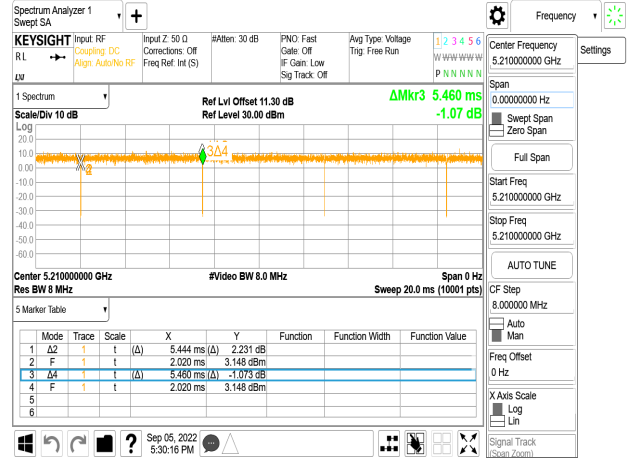 Spectrum Analyzer 1
Swept SA
KEYSIGHT
RL
Input: RF
Coupling: DC
Align: Auto/No RF
Input Z: 50 Ω
Corrections: Off
Freq Ref: Int (S)
#Atten: 30 dB
PNO: Fast
Gate: Off
IF Gain: Low
Sig Track: Off
Avg Type: Voltage
Trig: Free Run
1 2 3 4 5 6
W W W W W W
P N N N N N
1 Spectrum
Scale/Div 10 dB
Ref Lvl Offset 11.30 dB
Ref Level 30.00 dBm
ΔMkr3 5.460 ms
-1.07 dB
Log
20.0
10.0
0.00
-10.0
-20.0
-30.0
-40.0
-50.0
-60.0
3Δ4
Center 5.210000000 GHz
Res BW 8 MHz
#Video BW 8.0 MHz
Span 0 Hz
Sweep 20.0 ms (10001 pts)
5 Marker Table
Mode Trace Scale X Y Function Function Width Function Value
1 Δ2 1 t (Δ) 5.444 ms (Δ) 2.231 dB
2 F 1 t 2.020 ms 3.148 dBm
3 Δ4 1 t (Δ) 5.460 ms (Δ) -1.073 dB
4 F 1 t 2.020 ms 3.148 dBm
5
6
Sep 05, 2022
5:30:16 PM
Frequency
Settings
Center Frequency
5.210000000 GHz
Span
0.00000000 Hz
Swept Span
Zero Span
Full Span
Start Freq
5.210000000 GHz
Stop Freq
5.210000000 GHz
AUTO TUNE
CF Step
8.000000 MHz
Auto
Man
Freq Offset
0 Hz
X Axis Scale
Log
Lin
Signal Track
(Span Zoom)